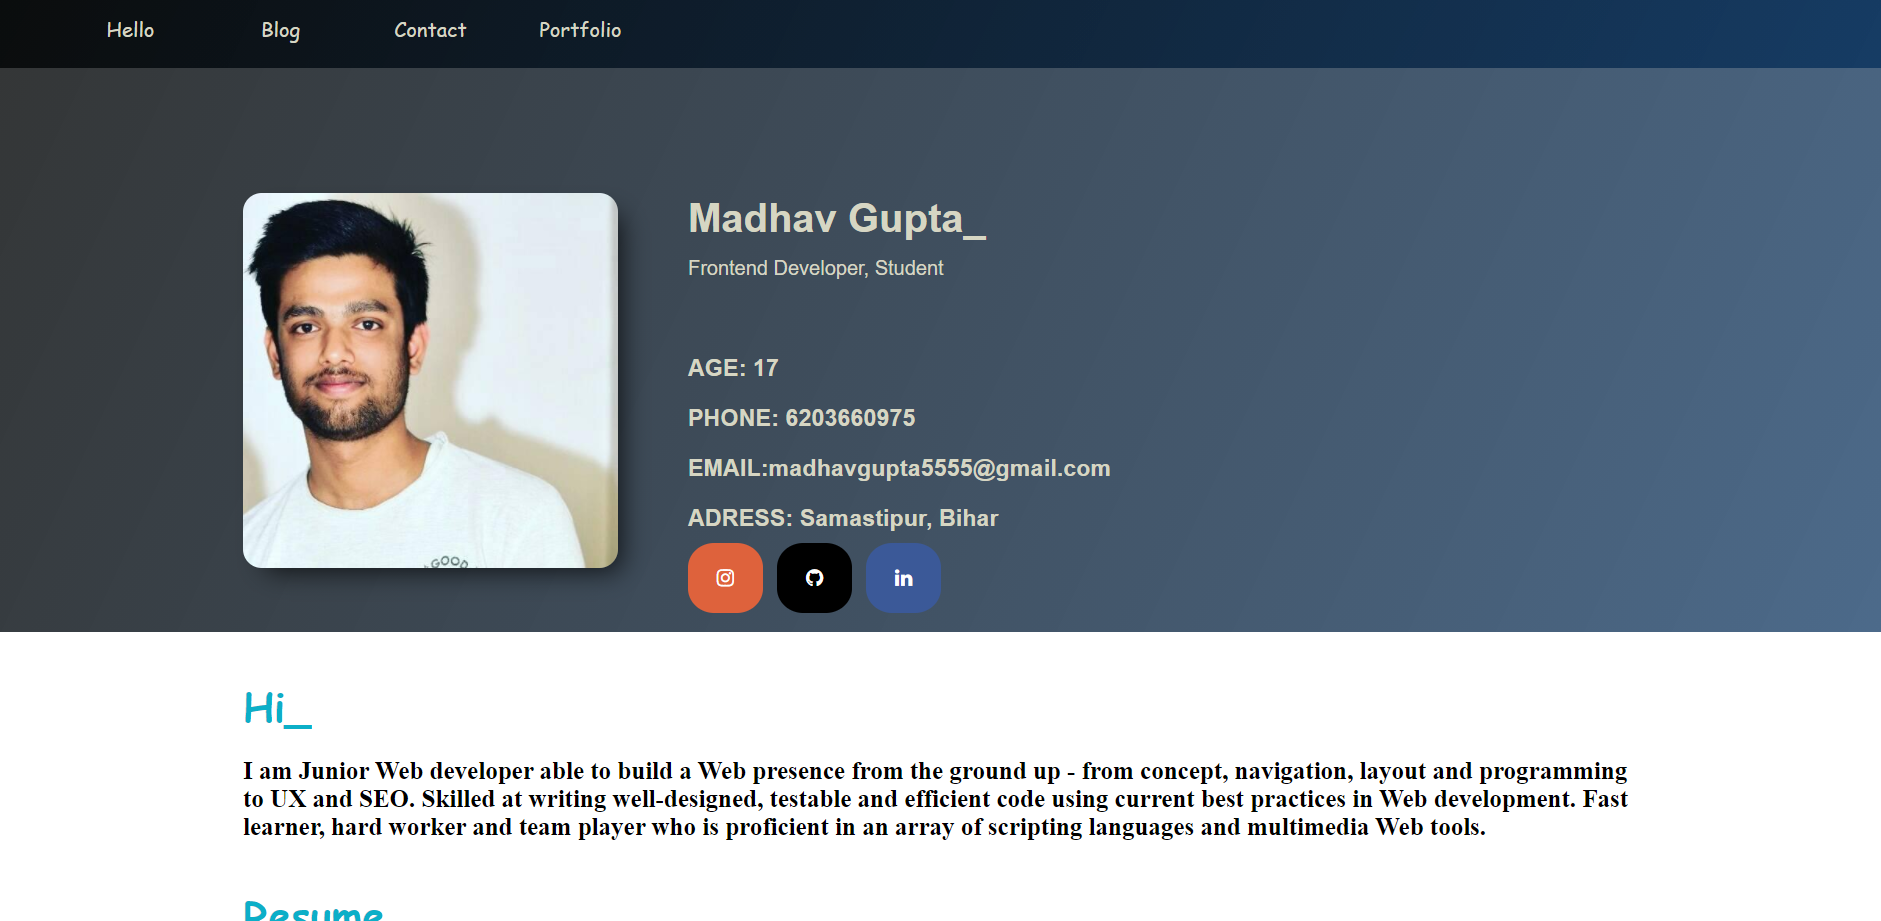 Hello Blog Contact Portfolio
Madhav Gupta_
Frontend Developer, Student
AGE: 17
PHONE: 6203660975
EMAIL:madhavgupta5555@gmail.com
ADRESS: Samastipur, Bihar
GOOD
in
Hi_
I am Junior Web developer able to build a Web presence from the ground up - from concept, navigation, layout and programming
to UX and SEO. Skilled at writing well-designed, testable and efficient code using current best practices in Web development. Fast
learner, hard worker and team player who is proficient in an array of scripting languages and multimedia Web tools.
Resume